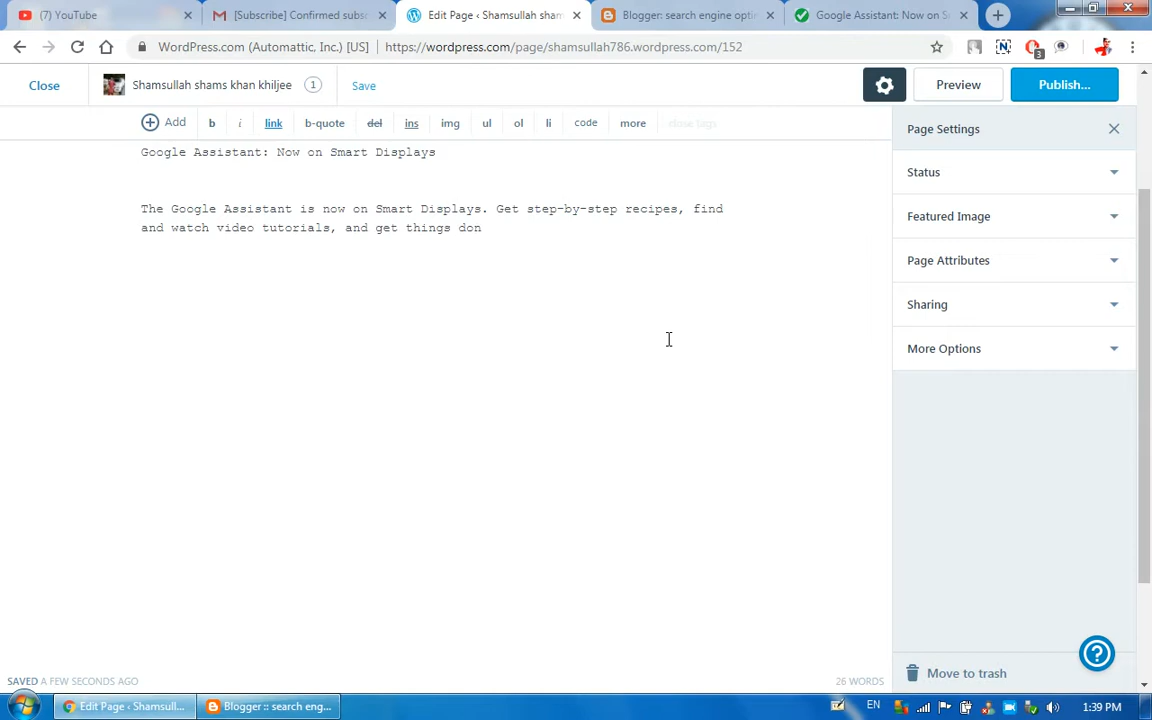 (7) YouTube
[Subscribe] Confirmed subsc
Edit Page ‹ Shamsullah sham
Blogger: search engine opti
Google Assistant: Now on S
WordPress.com (Automattic, Inc.) [US] | https://wordpress.com/page/shamsullah786.wordpress.com/152
3
Close
Shamsullah shams khan khiljee
1
Save
Preview
Publish...
Add b i link b-quote del ins img ul ol li code more close tags
Page Settings
Google Assistant: Now on Smart Displays
Status
The Google Assistant is now on Smart Displays. Get step-by-step recipes, find
and watch video tutorials, and get things don
Featured Image
Page Attributes
Sharing
More Options
Move to trash
SAVED A FEW SECONDS AGO
26 WORDS
Edit Page ‹ Shamsull...
Blogger :: search eng...
EN
1:39 PM